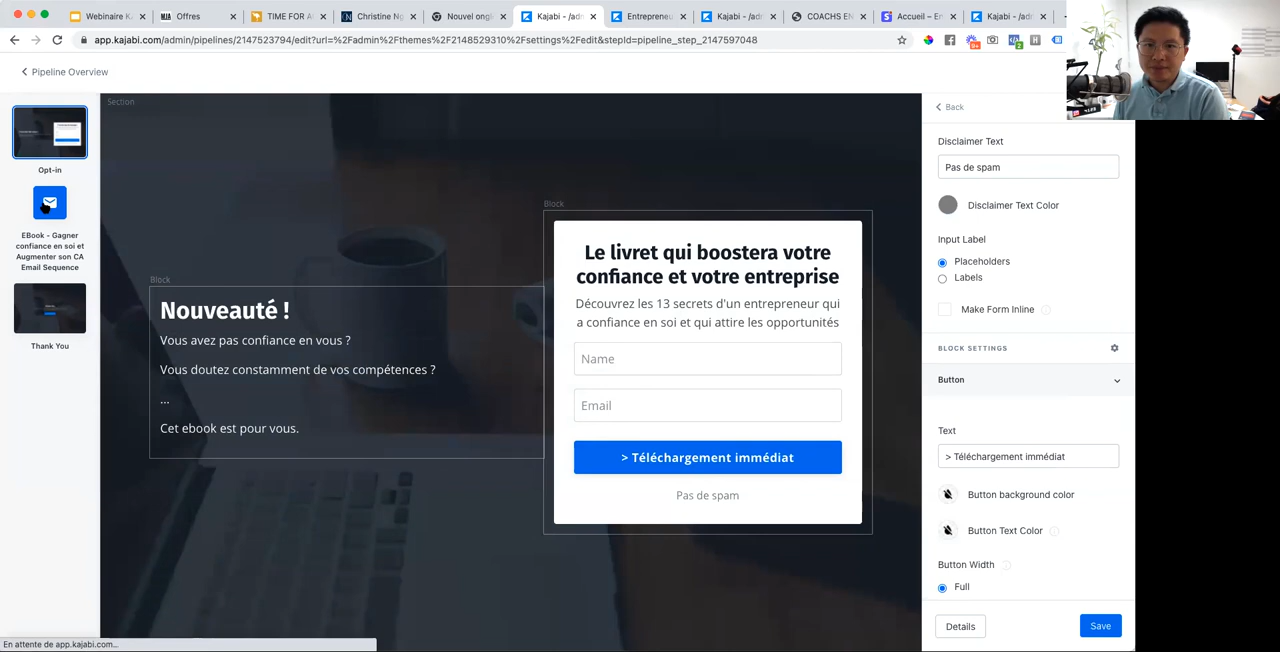 Webinaire K
Offres
TIME FOR A
Christine Ng
Nouvel ongl
Kajabi - /adn
Entrepreneu
Kajabi - /adn
COACHS EN
Accueil – En
Kajabi - /adn
app.kajabi.com/admin/pipelines/2147523794/edit?url=%2Fadmin%2Fthemes%2F2148529310%2Fsettings%2Fedit&stepId=pipeline_step_2147597048
Pipeline Overview
Opt-in
EBook - Gagner
confiance en soi et
Augmenter son CA
Email Sequence
Thank You
Section
Block
Nouveauté !
Vous avez pas confiance en vous ?
Vous doutez constamment de vos compétences ?
...
Cet ebook est pour vous.
Block
Le livret qui boostera votre
confiance et votre entreprise
Découvrez les 13 secrets d'un entrepreneur qui
a confiance en soi et qui attire les opportunités
Name
Email
> Téléchargement immédiat
Pas de spam
Back
Disclaimer Text
Pas de spam
Disclaimer Text Color
Input Label
Placeholders
Labels
Make Form Inline
BLOCK SETTINGS
Button
Text
> Téléchargement immédiat
Button background color
Button Text Color
Button Width
Full
Details
Save
En attente de app.kajabi.com...